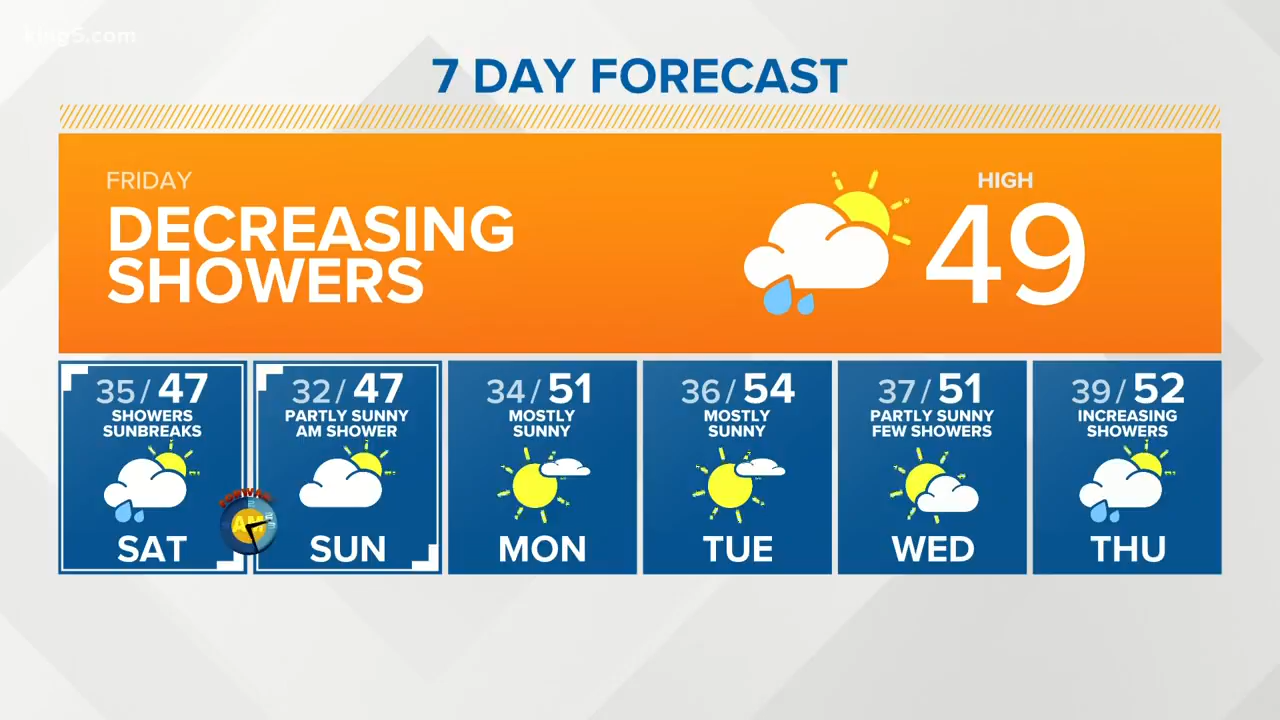 king5.com
7 DAY FORECAST
FRIDAY
DECREASING
SHOWERS
HIGH
49
35/47
SHOWERS
SUNBREAKS
SAT
32/47
PARTLY SUNNY
AM SHOWER
SUN
34/51
MOSTLY
SUNNY
MON
36/54
MOSTLY
SUNNY
TUE
37/51
PARTLY SUNNY
FEW SHOWERS
WED
39/52
INCREASING
SHOWERS
THU
AM